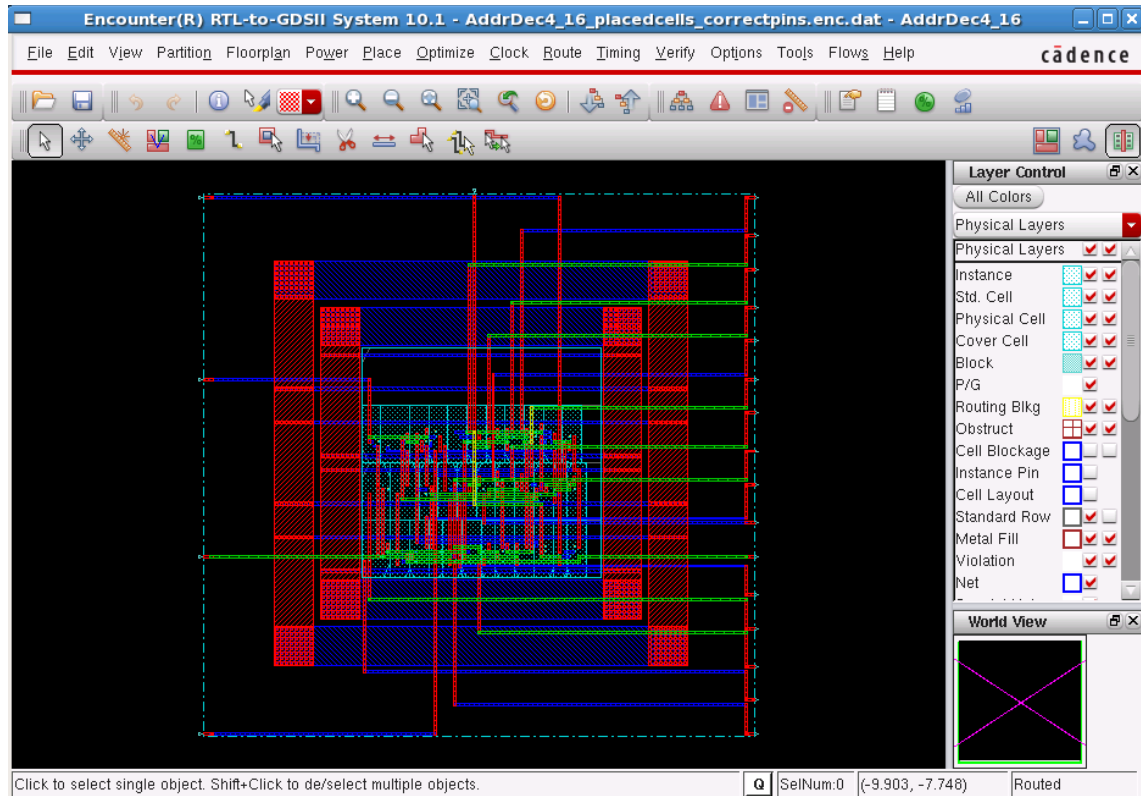 Encounter(R) RTL-to-GDSII System 10.1 - AddrDec4_16_placedcells_correctpins.enc.dat - AddrDec4_16
File Edit View Partition Floorplan Power Place Optimize Clock Route Timing Verify Options Tools Flows Help cādence
Layer Control
All Colors
Physical Layers
Physical Layers
Instance
Std. Cell
Physical Cell
Cover Cell
Block
P/G
Routing Blkg
Obstruct
Cell Blockage
Instance Pin
Cell Layout
Standard Row
Metal Fill
Violation
Net
World View
Click to select single object. Shift+Click to de/select multiple objects. Q SelNum:0 (-9.903, -7.748) Routed